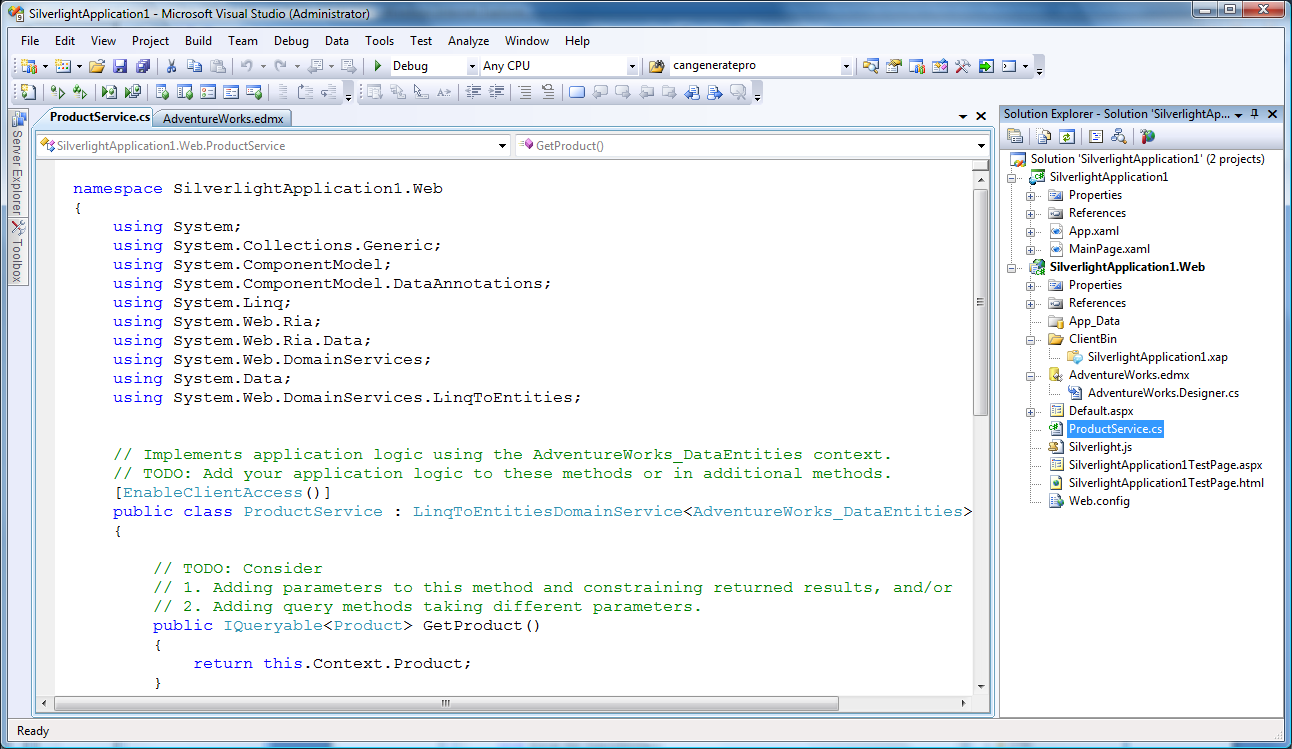 SilverlightApplication1 - Microsoft Visual Studio (Administrator)
File Edit View Project Build Team Debug Data Tools Test Analyze Window Help
Debug Any CPU cangeneratepro
Server Explorer
Toolbox
ProductService.cs AdventureWorks.edmx
SilverlightApplication1.Web.ProductService GetProduct()
namespace SilverlightApplication1.Web
{
using System;
using System.Collections.Generic;
using System.ComponentModel;
using System.ComponentModel.DataAnnotations;
using System.Linq;
using System.Web.Ria;
using System.Web.Ria.Data;
using System.Web.DomainServices;
using System.Data;
using System.Web.DomainServices.LinqToEntities;
// Implements application logic using the AdventureWorks_DataEntities context.
// TODO: Add your application logic to these methods or in additional methods.
[EnableClientAccess()]
public class ProductService : LinqToEntitiesDomainService<AdventureWorks_DataEntities>
{
// TODO: Consider
// 1. Adding parameters to this method and constraining returned results, and/or
// 2. Adding query methods taking different parameters.
public IQueryable<Product> GetProduct()
{
return this.Context.Product;
}
Solution Explorer - Solution 'SilverlightAp...
Solution 'SilverlightApplication1' (2 projects)
SilverlightApplication1
Properties
References
App.xaml
MainPage.xaml
SilverlightApplication1.Web
Properties
References
App_Data
ClientBin
SilverlightApplication1.xap
AdventureWorks.edmx
AdventureWorks.Designer.cs
Default.aspx
ProductService.cs
Silverlight.js
SilverlightApplication1TestPage.aspx
SilverlightApplication1TestPage.html
Web.config
Ready